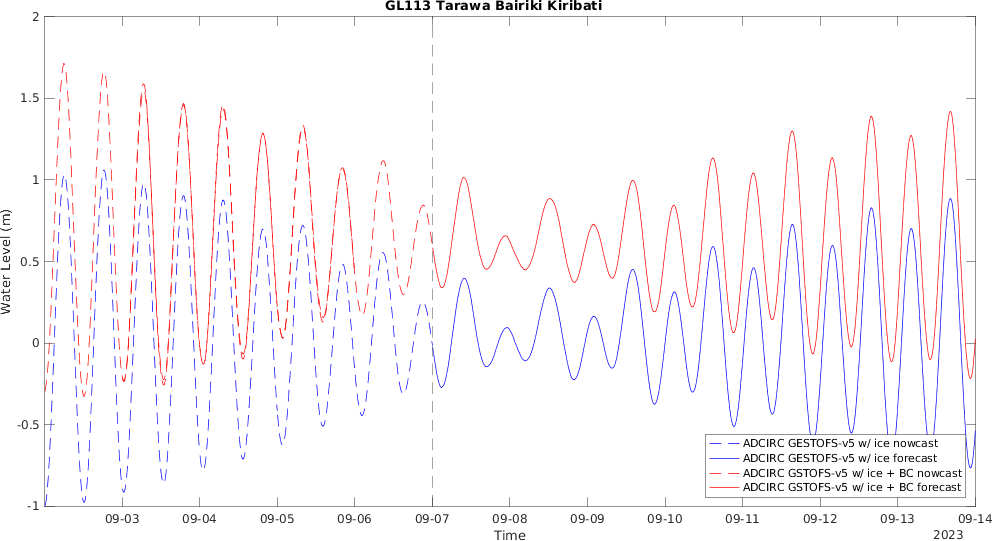 GL113 Tarawa Bairiki Kiribati
2
1.5
1
0.5
0
-0.5
-1
Water Level (m)
09-03
09-04
09-05
09-06
09-07
09-08
09-09
09-10
09-11
09-12
09-13
09-14
2023
Time
ADCIRC GESTOFS-v5 w/ ice nowcast
ADCIRC GESTOFS-v5 w/ ice forecast
ADCIRC GSTOFS-v5 w/ ice + BC nowcast
ADCIRC GSTOFS-v5 w/ ice + BC forecast